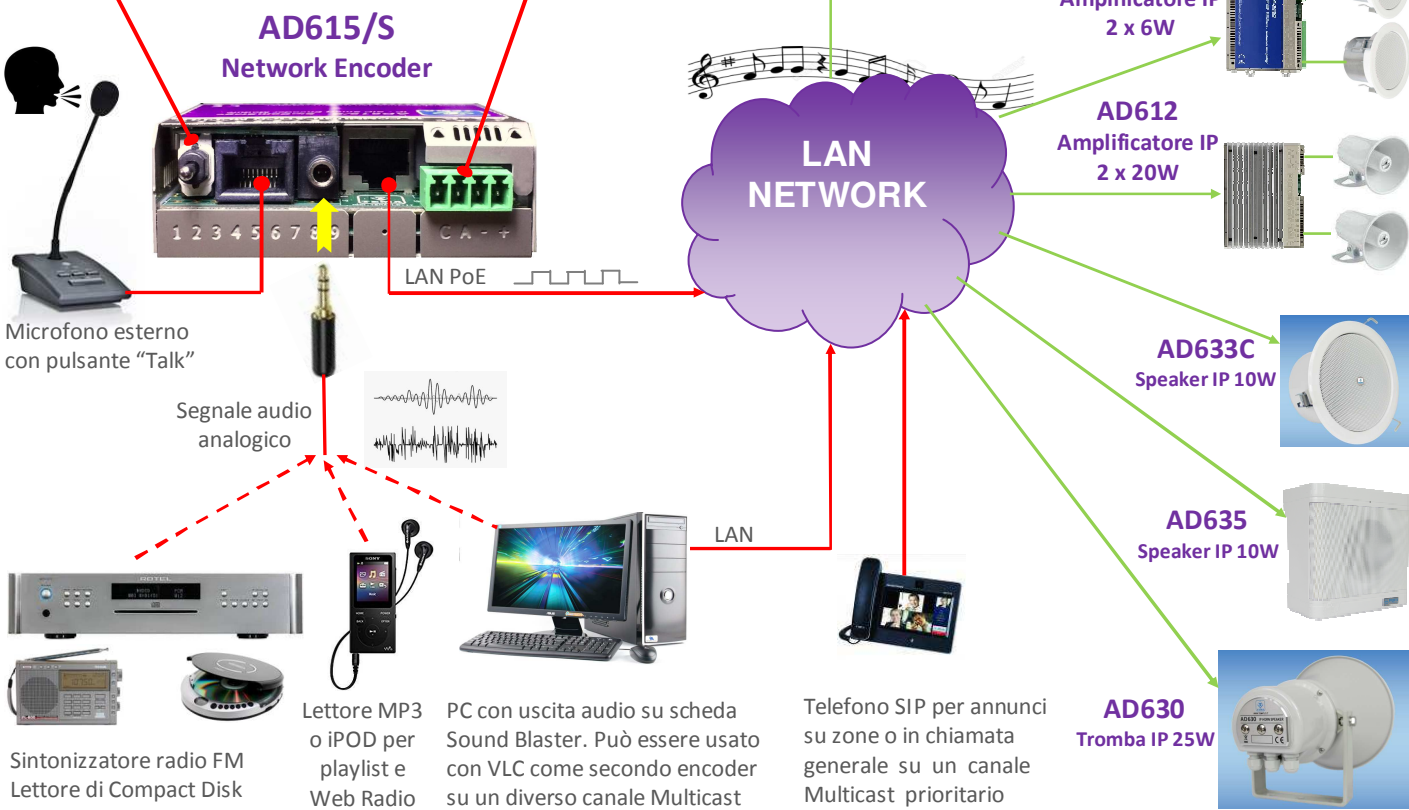 AD615/S
Network Encoder
Amplificatore IP
2 x 6W
AD612
Amplificatore IP
2 x 20W
LAN
NETWORK
1 2 3 4 5 6 7 8 9
C A - +
LAN PoE
Microfono esterno
con pulsante “Talk”
Segnale audio
analogico
AD633C
Speaker IP 10W
AD635
Speaker IP 10W
LAN
ROTEL
SONY
AD630
Tromba IP 25W
AD630
Sintonizzatore radio FM
Lettore di Compact Disk
Lettore MP3
o iPOD per
playlist e
Web Radio
PC con uscita audio su scheda
Sound Blaster. Può essere usato
con VLC come secondo encoder
su un diverso canale Multicast
Telefono SIP per annunci
su zone o in chiamata
generale su un canale
Multicast prioritario